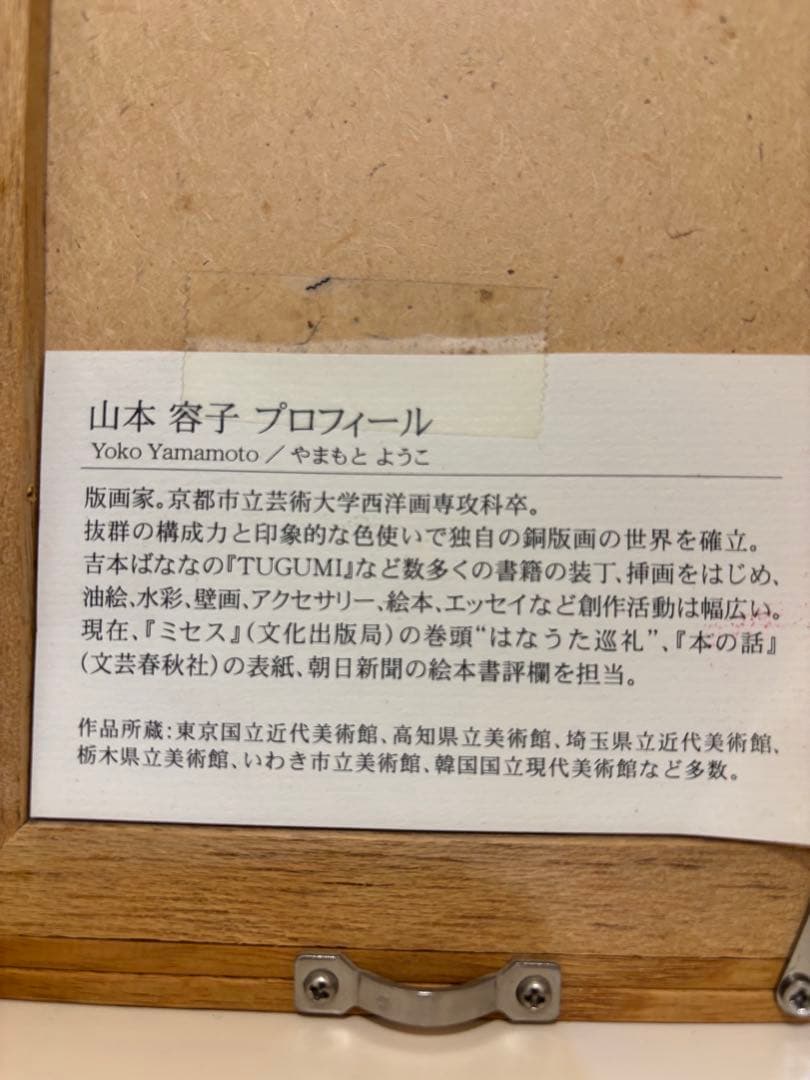 山本 容子 プロフィール
Yoko Yamamoto／やまもと ようこ
版画家。京都市立芸術大学西洋画専攻科卒。
抜群の構成力と印象的な色使いで独自の銅版画の世界を確立。
吉本ばななの『TUGUMI』など数多くの書籍の装丁、挿画をはじめ、
油絵、水彩、壁画、アクセサリー、絵本、エッセイなど創作活動は幅広い。
現在、『ミセス』（文化出版局）の巻頭“はなうた巡礼”、『本の話』
（文芸春秋社）の表紙、朝日新聞の絵本書評欄を担当。
作品所蔵：東京国立近代美術館、高知県立美術館、埼玉県立近代美術館、
栃木県立美術館、いわき市立美術館、韓国国立現代美術館など多数。